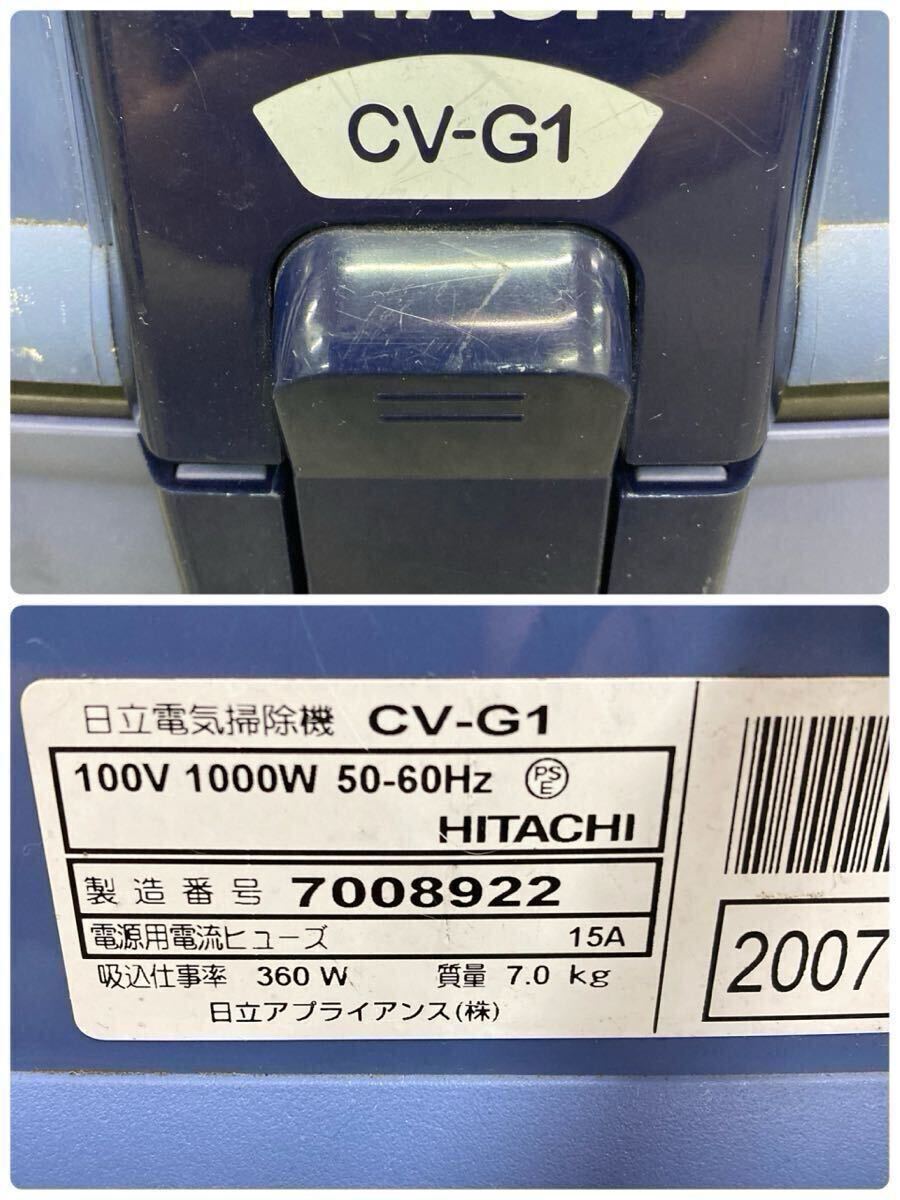 HITACHI
CV-G1
日立電気掃除機 CV-G1
100V 1000W 50-60Hz PSE
HITACHI
製造番号 7008922
電源用電流ヒューズ 15A
吸込仕事率 360 W 質量 7.0 kg
日立アプライアンス(株)
2007